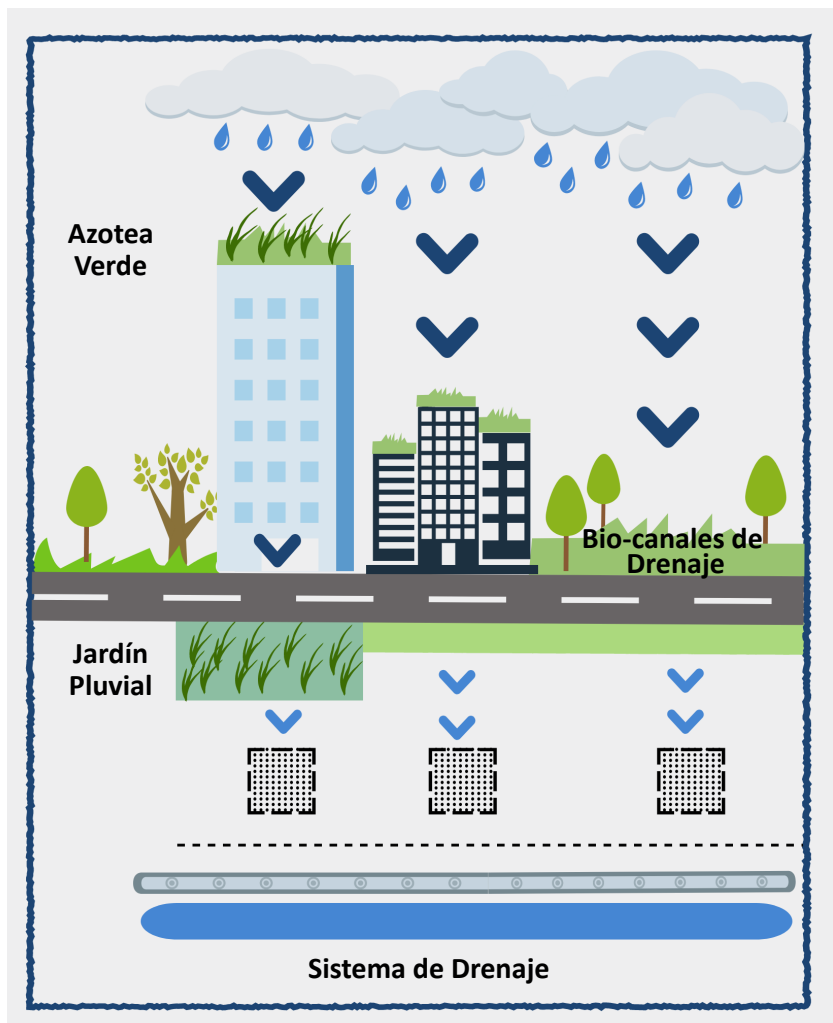 Azotea
Verde
Bio-canales de
Drenaje
Jardín
Pluvial
Sistema de Drenaje